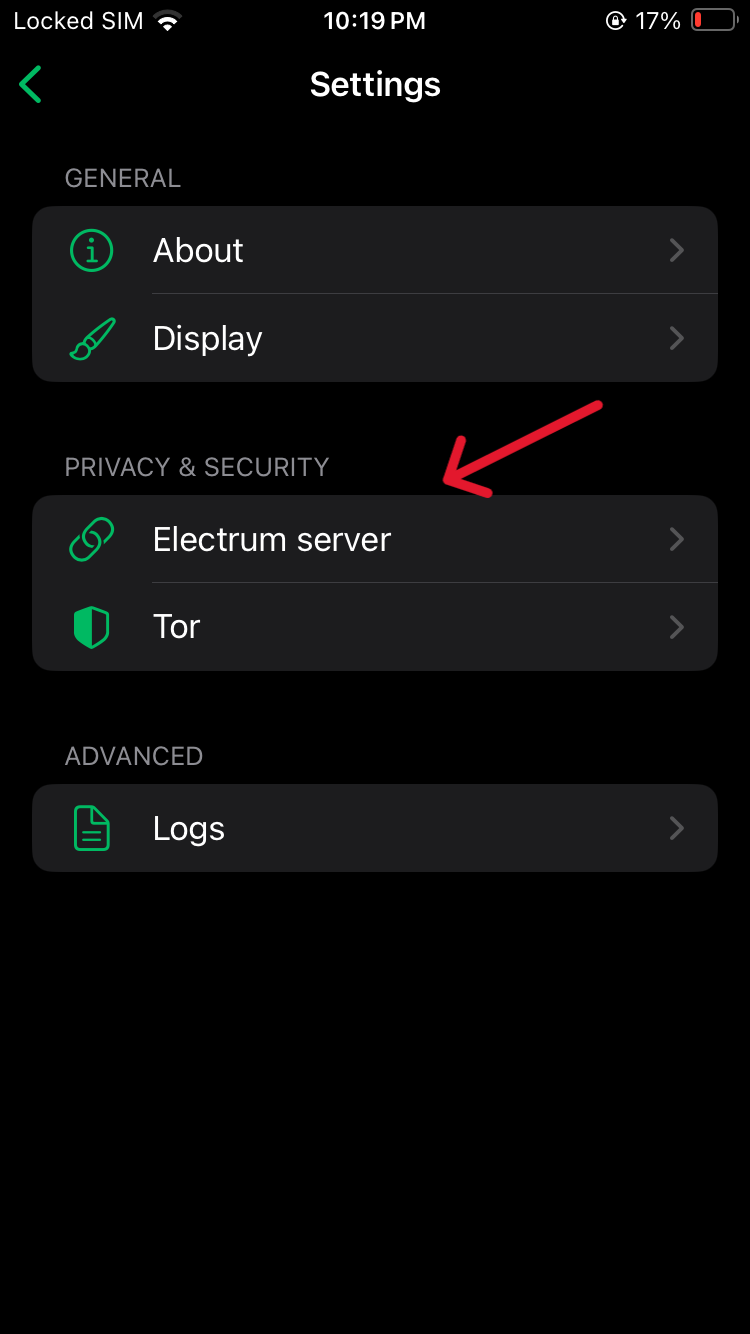 Locked SIM 10:19 PM 17%
Settings
GENERAL
About
Display
PRIVACY & SECURITY
Electrum server
Tor
ADVANCED
Logs